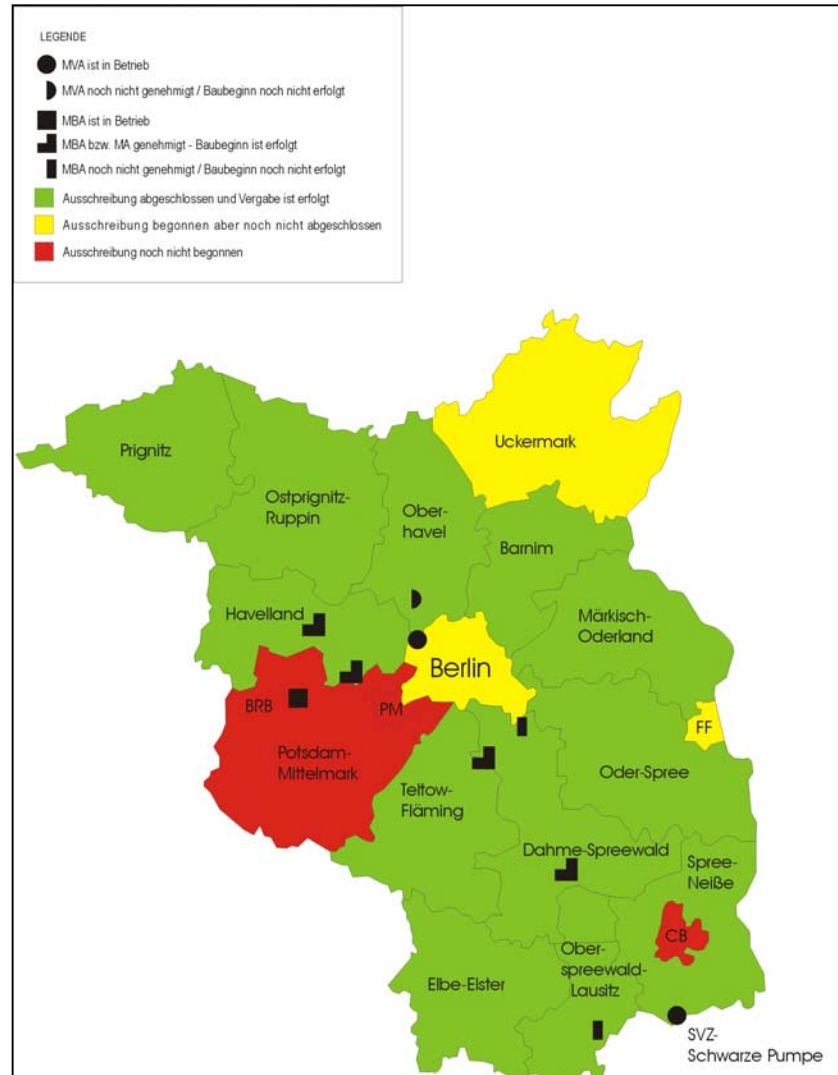 LEGENDE
MVA ist in Betrieb
MVA noch nicht genehmigt / Baubeginn noch nicht erfolgt
MBA ist in Betrieb
MBA bzw. MA genehmigt - Baubeginn ist erfolgt
MBA noch nicht genehmigt / Baubeginn noch nicht erfolgt
Ausschreibung abgeschlossen und Vergabe ist erfolgt
Ausschreibung begonnen aber noch nicht abgeschlossen
Ausschreibung noch nicht begonnen
Uckermark
Prignitz
Ostprignitz-
Ruppin
Ober-
havel
Barnim
Havelland
Märkisch-
Oderland
Berlin
BRB
PM
FF
Potsdam-
Mittelmark
Teltow-
Fläming
Oder-Spree
Dahme-Spreewald
Spree-
Neiße
CB
Ober-
spreewald-
Lausitz
Elbe-Elster
SVZ-
Schwarze Pumpe